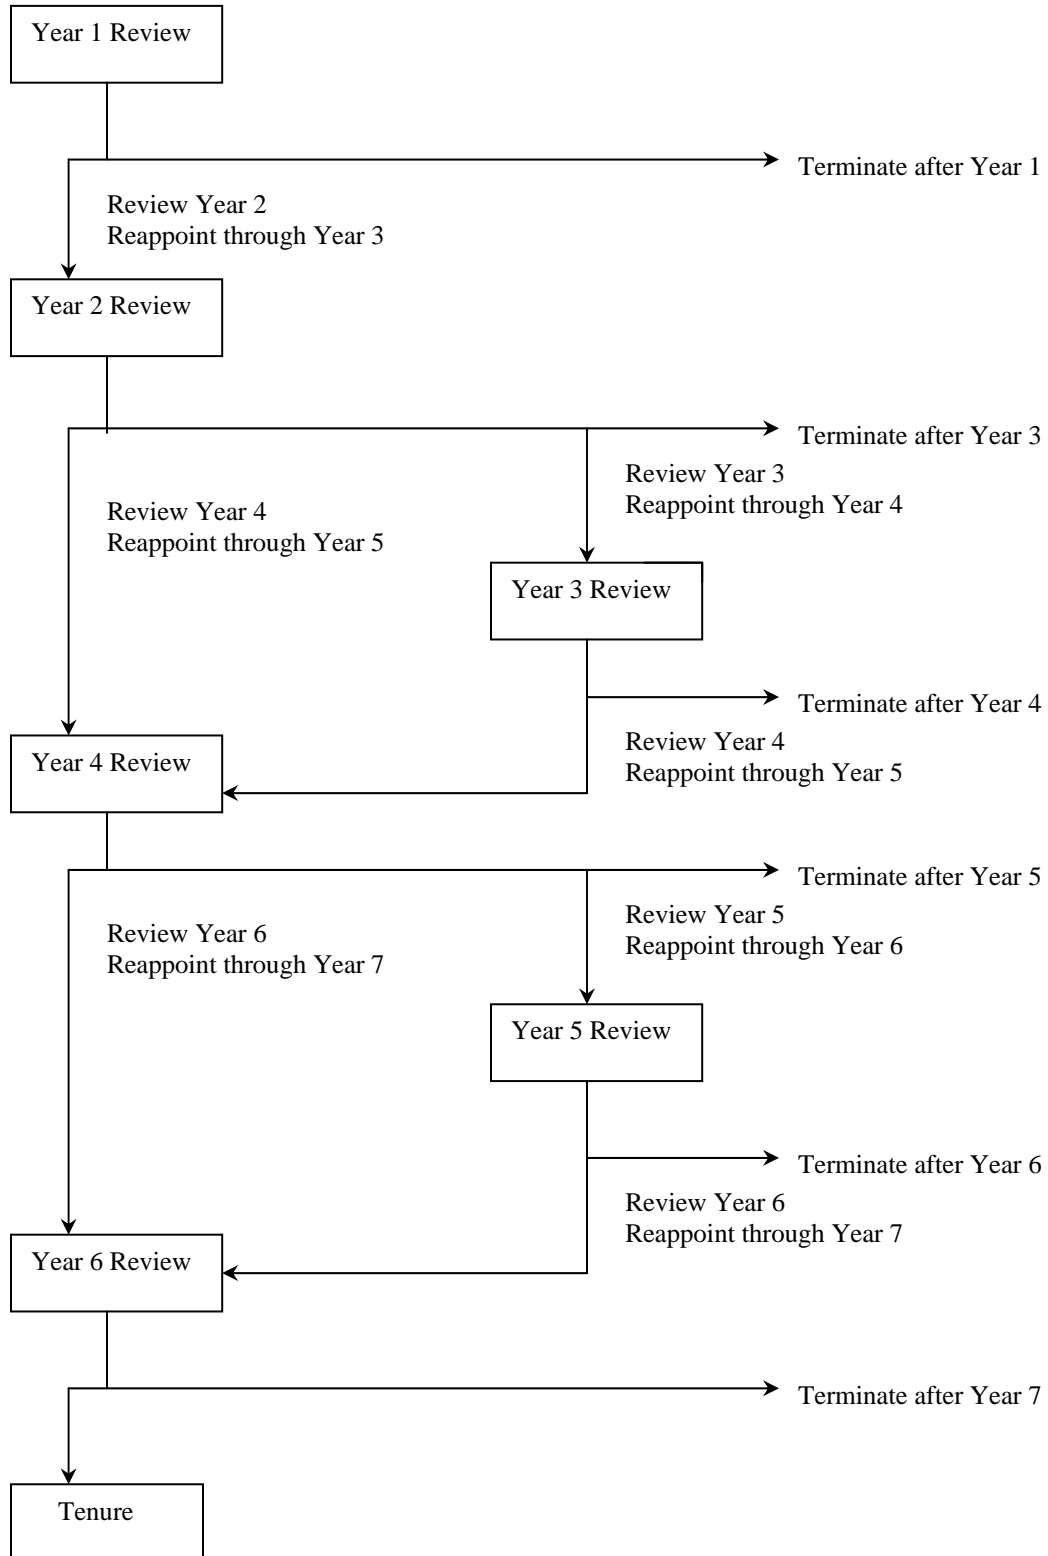 Year 1 Review
Terminate after Year 1
Review Year 2
Reappoint through Year 3
Year 2 Review
Terminate after Year 3
Review Year 3
Reappoint through Year 4
Review Year 4
Reappoint through Year 5
Year 3 Review
Terminate after Year 4
Review Year 4
Reappoint through Year 5
Year 4 Review
Terminate after Year 5
Review Year 5
Reappoint through Year 6
Review Year 6
Reappoint through Year 7
Year 5 Review
Terminate after Year 6
Review Year 6
Reappoint through Year 7
Year 6 Review
Terminate after Year 7
Tenure